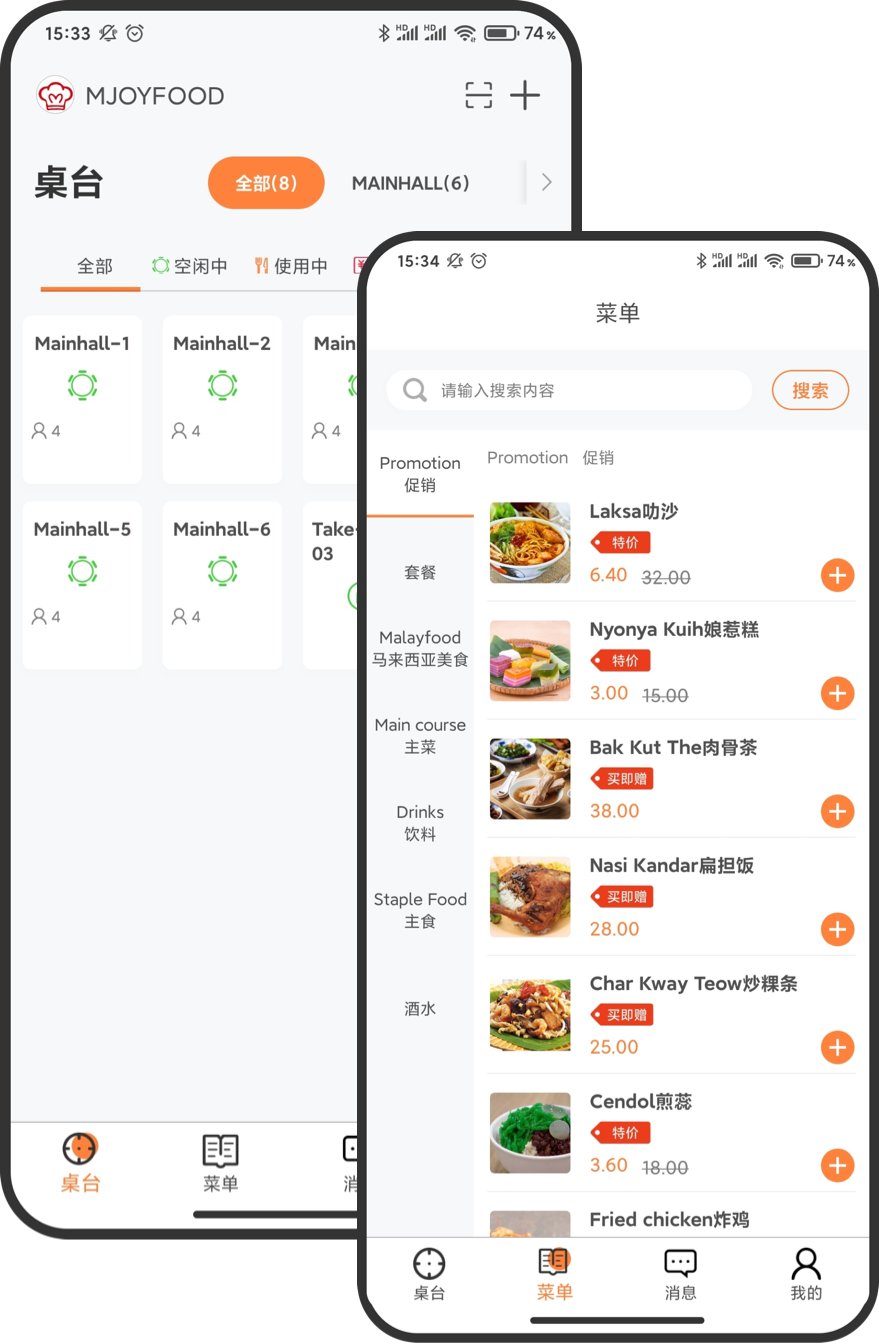 15:33
HD HD 74%
MJOYFOOD
桌台
全部(8)
MAINHALL(6)
全部
空闲中
使用中
Mainhall-1
4
Mainhall-2
4
Main
4
Mainhall-5
4
Mainhall-6
4
Take-
03
桌台
菜单
消
15:34
HD HD 74%
菜单
请输入搜索内容
搜索
Promotion
促销
套餐
Malayfood
马来西亚美食
Main course
主菜
Drinks
饮料
Staple Food
主食
酒水
Promotion 促销
Laksa叻沙
特价
6.40 32.00
Nyonya Kuih娘惹糕
特价
3.00 15.00
Bak Kut The肉骨茶
买即赠
38.00
Nasi Kandar扁担饭
买即赠
28.00
Char Kway Teow炒粿条
买即赠
25.00
Cendol煎蕊
特价
3.60 18.00
Fried chicken炸鸡
桌台
菜单
消息
我的